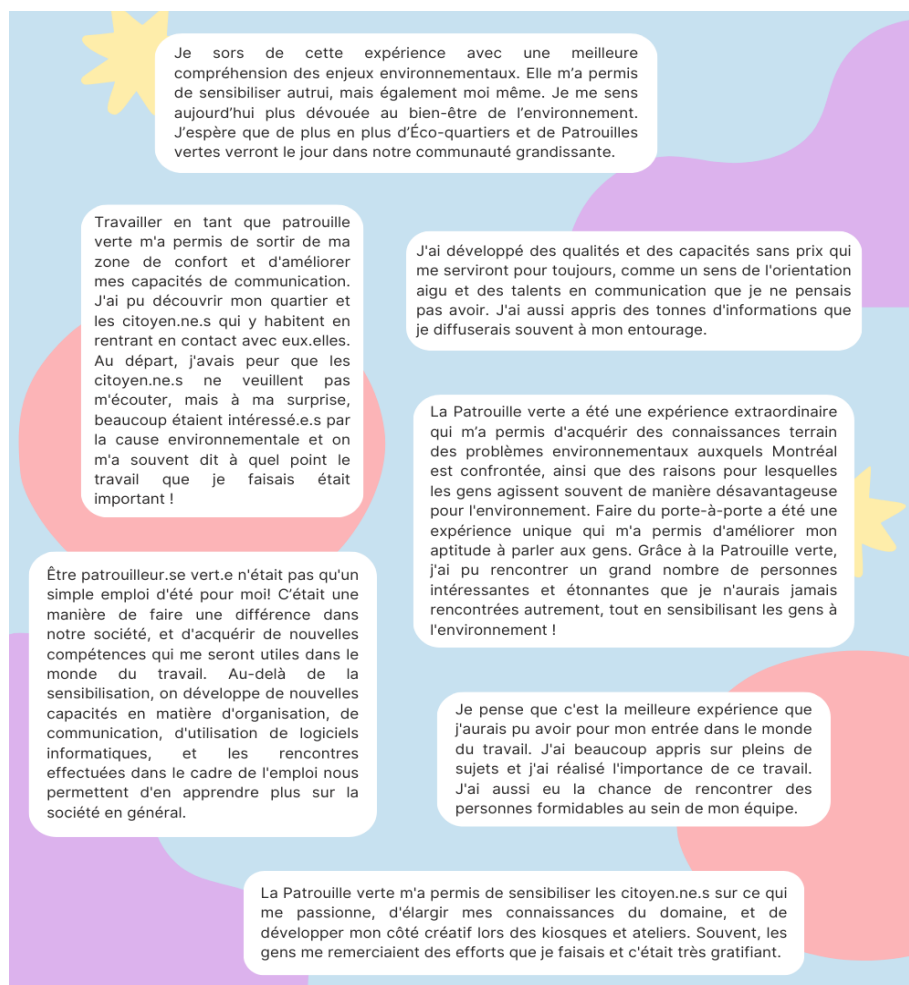 Je sors de cette expérience avec une meilleure
compréhension des enjeux environnementaux. Elle m’a permis
de sensibiliser autrui, mais également moi même. Je me sens
aujourd’hui plus dévouée au bien-être de l’environnement.
J’espère que de plus en plus d’Éco-quartiers et de Patrouilles
vertes verront le jour dans notre communauté grandissante.
Travailler en tant que patrouille
verte m'a permis de sortir de ma
zone de confort et d'améliorer
mes capacités de communication.
J'ai pu découvrir mon quartier et
les citoyen.ne.s qui y habitent en
rentrant en contact avec eux.elles.
Au départ, j'avais peur que les
citoyen.ne.s ne veuillent pas
m'écouter, mais à ma surprise,
beaucoup étaient intéressé.e.s par
la cause environnementale et on
m'a souvent dit à quel point le
travail que je faisais était
important !
J'ai développé des qualités et des capacités sans prix qui
me serviront pour toujours, comme un sens de l'orientation
aigu et des talents en communication que je ne pensais
pas avoir. J'ai aussi appris des tonnes d'informations que
je diffuserais souvent à mon entourage.
La Patrouille verte a été une expérience extraordinaire
qui m’a permis d'acquérir des connaissances terrain
des problèmes environnementaux auxquels Montréal
est confrontée, ainsi que des raisons pour lesquelles
les gens agissent souvent de manière désavantageuse
pour l'environnement. Faire du porte-à-porte a été une
expérience unique qui m'a permis d'améliorer mon
aptitude à parler aux gens. Grâce à la Patrouille verte,
j'ai pu rencontrer un grand nombre de personnes
intéressantes et étonnantes que je n'aurais jamais
rencontrées autrement, tout en sensibilisant les gens à
l'environnement !
Être patrouilleur.se vert.e n'était pas qu'un
simple emploi d'été pour moi! C’était une
manière de faire une différence dans
notre société, et d'acquérir de nouvelles
compétences qui me seront utiles dans le
monde du travail. Au-delà de la
sensibilisation, on développe de nouvelles
capacités en matière d'organisation, de
communication, d'utilisation de logiciels
informatiques, et les rencontres
effectuées dans le cadre de l'emploi nous
permettent d'en apprendre plus sur la
société en général.
Je pense que c'est la meilleure expérience que
j'aurais pu avoir pour mon entrée dans le monde
du travail. J'ai beaucoup appris sur pleins de
sujets et j'ai réalisé l'importance de ce travail.
J'ai aussi eu la chance de rencontrer des
personnes formidables au sein de mon équipe.
La Patrouille verte m'a permis de sensibiliser les citoyen.ne.s sur ce qui
me passionne, d'élargir mes connaissances du domaine, et de
développer mon côté créatif lors des kiosques et ateliers. Souvent, les
gens me remerciaient des efforts que je faisais et c'était très gratifiant.